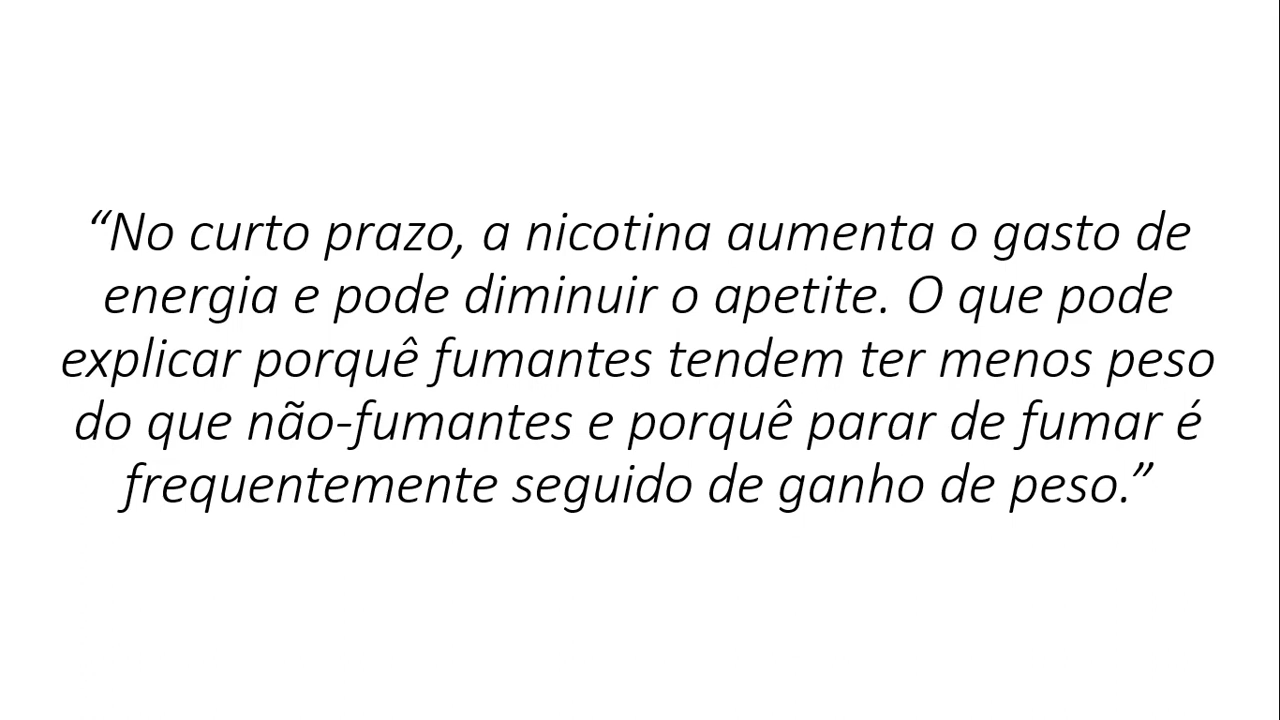 “No curto prazo, a nicotina aumenta o gasto de
energia e pode diminuir o apetite. O que pode
explicar porquê fumantes tendem ter menos peso
do que não-fumantes e porquê parar de fumar é
frequentemente seguido de ganho de peso.”